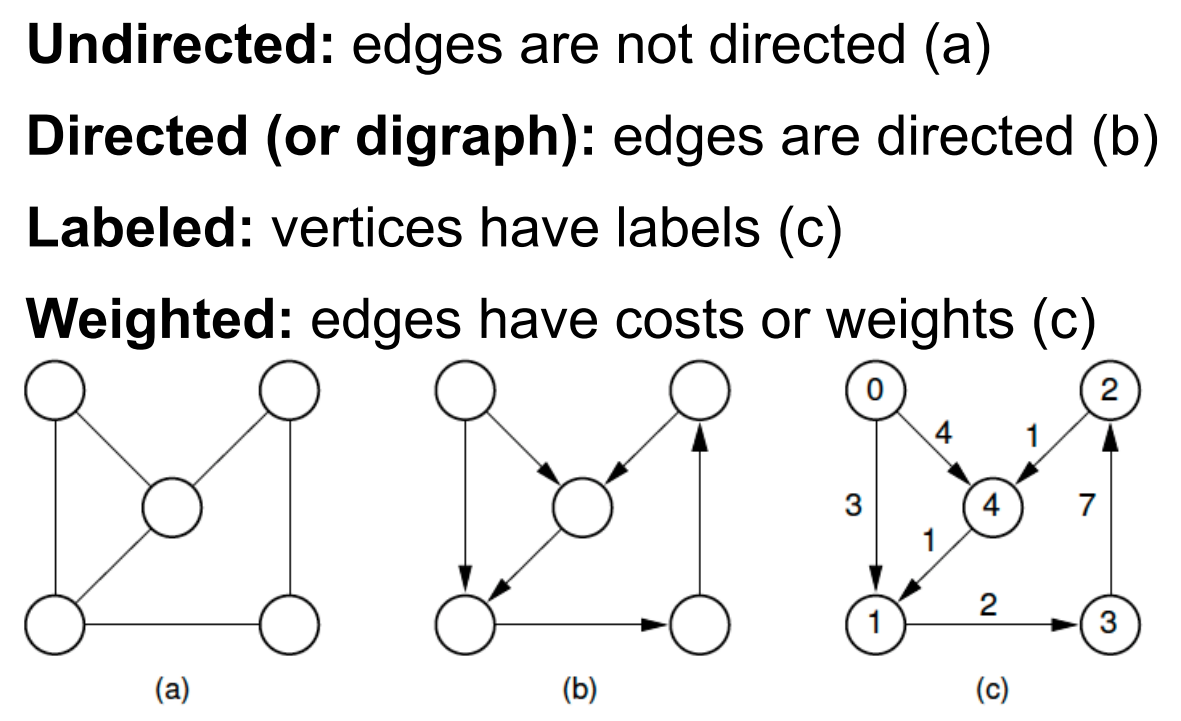 Undirected: edges are not directed (a)
Directed (or digraph): edges are directed (b)
Labeled: vertices have labels (c)
Weighted: edges have costs or weights (c)
0
2
4
1
3
4
7
1
1
2
3
(a)
(b)
(c)